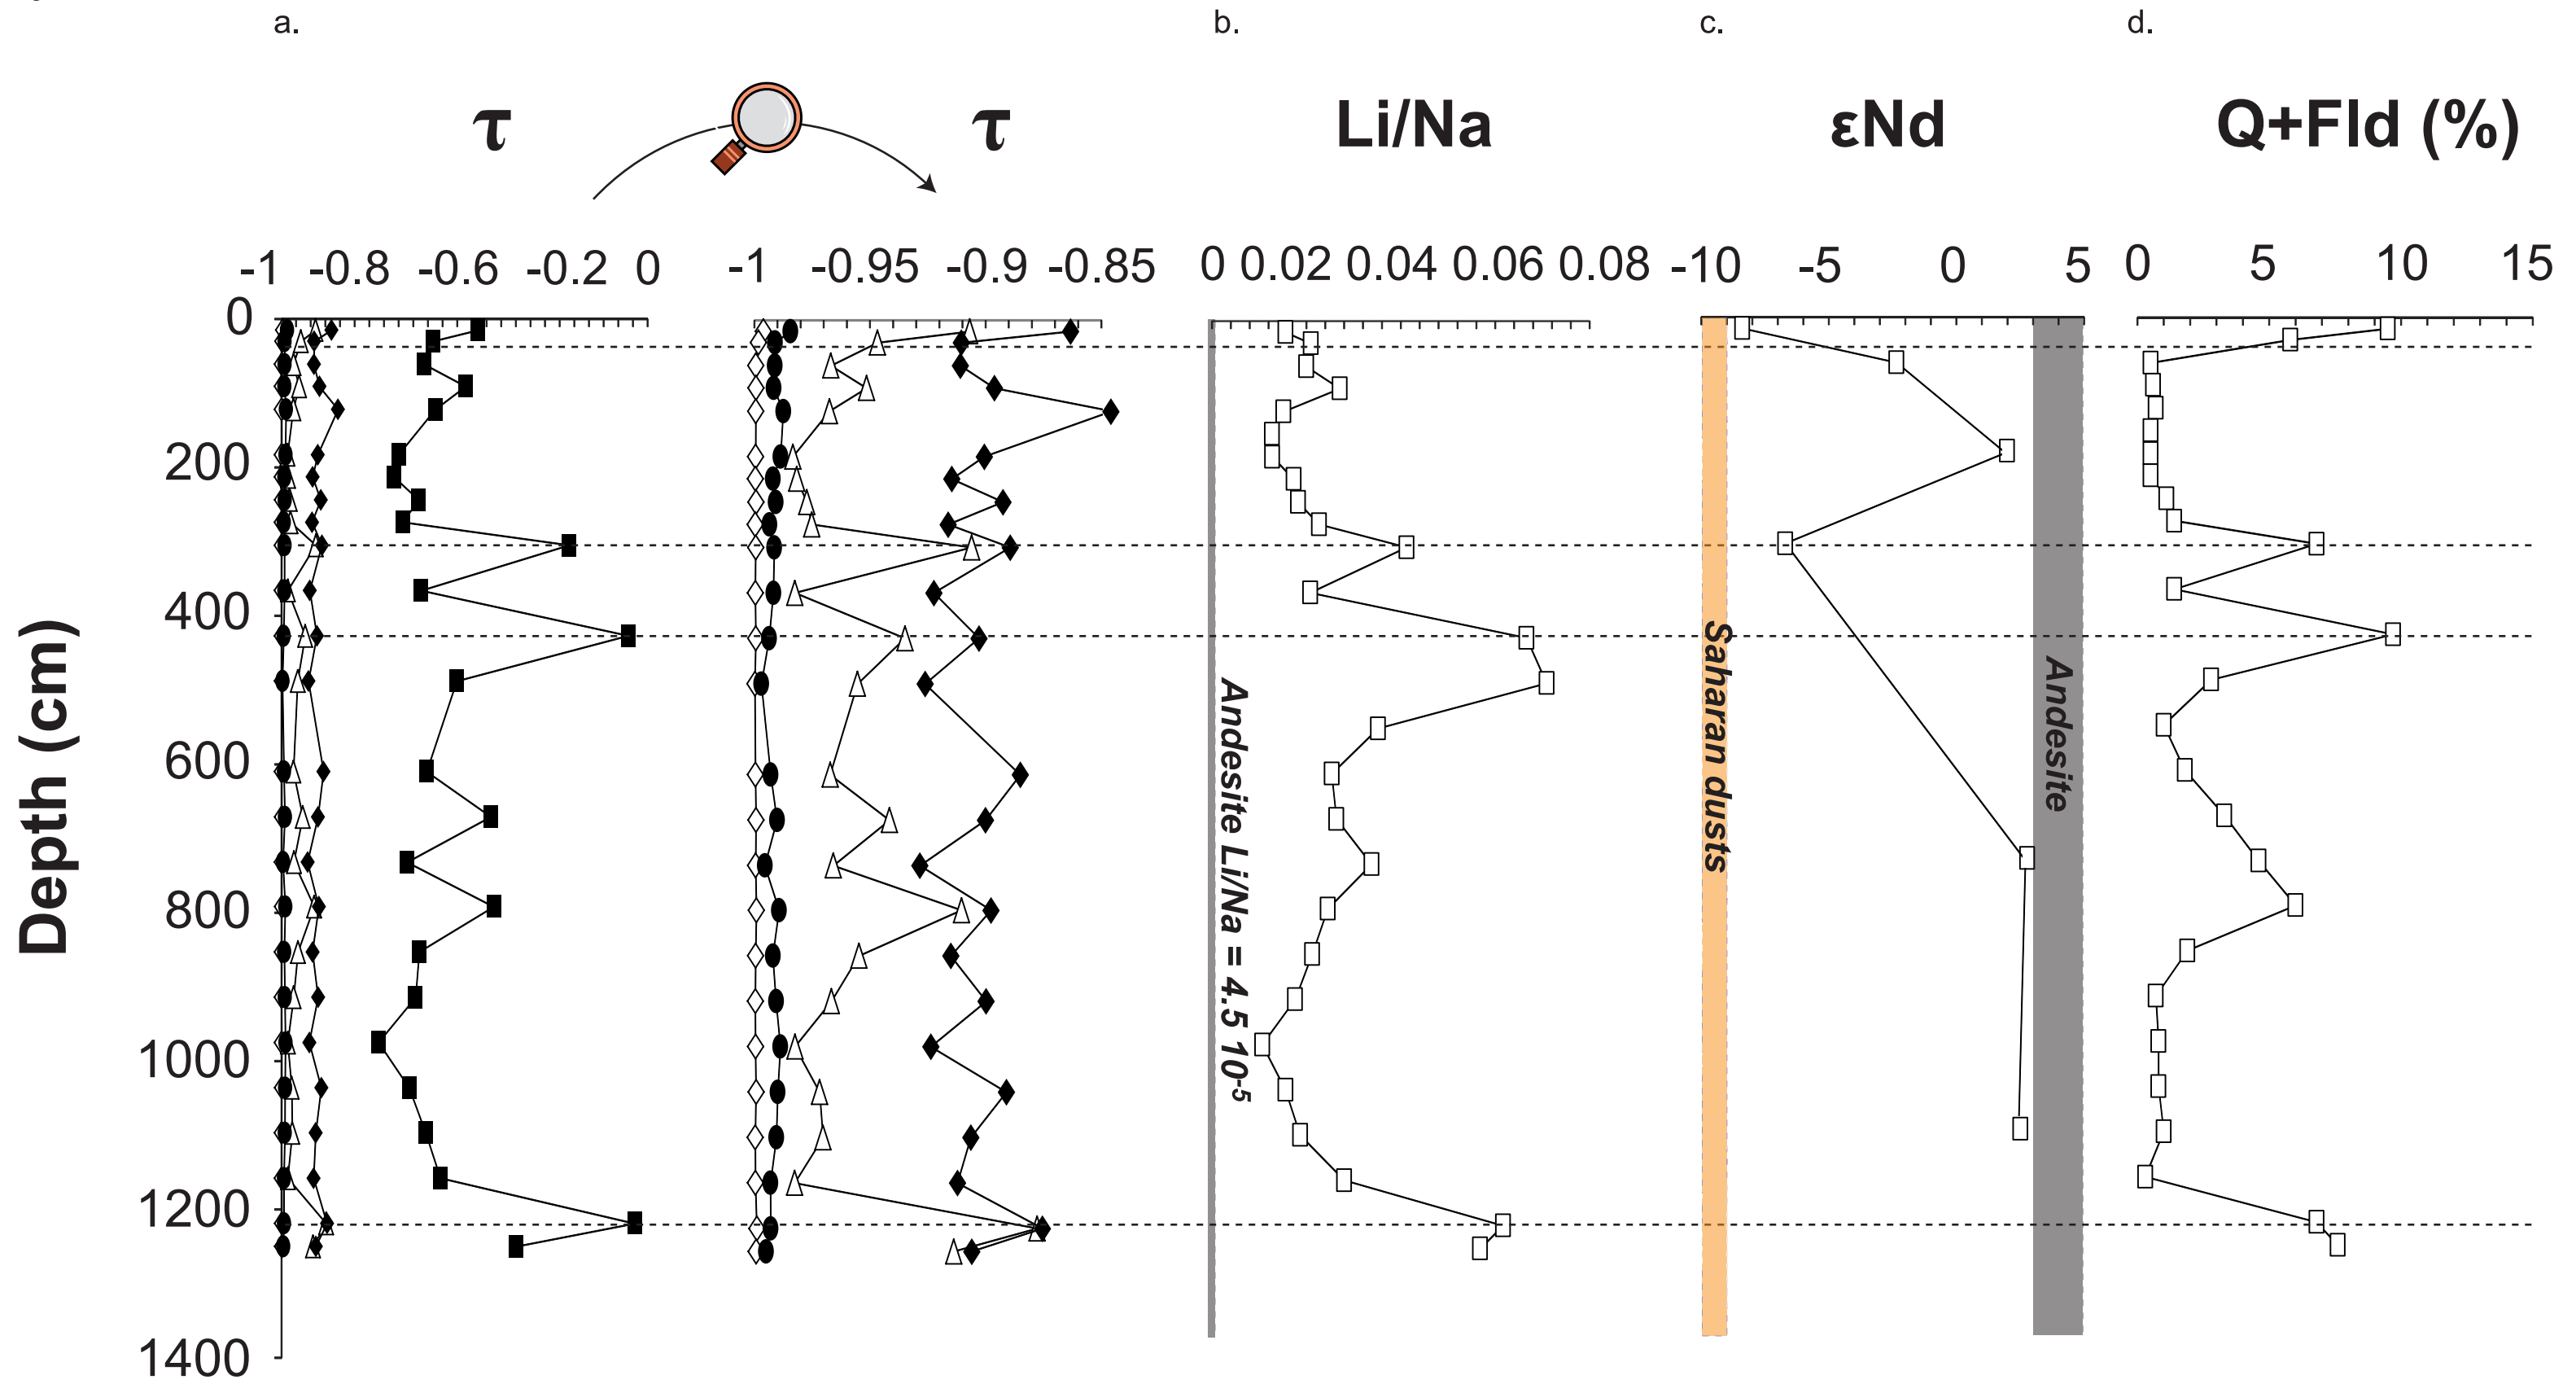 a.
b.
c.
d.
τ
τ
Li/Na
εNd
Q+Fld (%)
-1 -0.8 -0.6 -0.2 0
-1 -0.95 -0.9 -0.85
0 0.02 0.04 0.06 0.08
-10 -5 0 5
0 5 10 15
Depth (cm)
0
200
400
600
800
1000
1200
1400
Andesite Li/Na = 4.5 10-5
Saharan dusts
Andesite